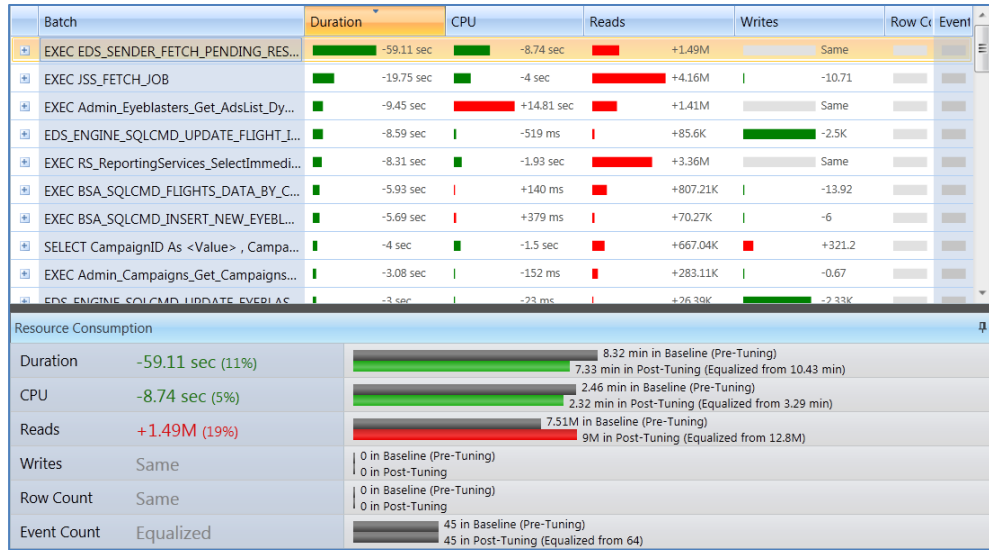 Batch Duration CPU Reads Writes Row Co Event
EXEC EDS_SENDER_FETCH_PENDING_RES... -59.11 sec -8.74 sec +1.49M Same
EXEC JSS_FETCH_JOB -19.75 sec -4 sec +4.16M -10.71
EXEC Admin_Eyeblasters_Get_AdsList_Dy... -9.45 sec +14.81 sec +1.41M Same
EDS_ENGINE_SQLCMD_UPDATE_FLIGHT_I... -8.59 sec -519 ms +85.6K -2.5K
EXEC RS_ReportingServices_SelectImmedi... -8.31 sec -1.93 sec +3.36M Same
EXEC BSA_SQLCMD_FLIGHTS_DATA_BY_C... -5.93 sec +140 ms +807.21K -13.92
EXEC BSA_SQLCMD_INSERT_NEW_EYEBL... -5.69 sec +379 ms +70.27K -6
SELECT CampaignID As <Value> , Campa... -4 sec -1.5 sec +667.04K +321.2
EXEC Admin_Campaigns_Get_Campaigns... -3.08 sec -152 ms +283.11K -0.67
EDS_ENGINE_SQLCMD_UPDATE_EYEBLAS... -3 sec -23 ms +26.39K -2.33K
Resource Consumption
Duration -59.11 sec (11%)
8.32 min in Baseline (Pre-Tuning)
7.33 min in Post-Tuning (Equalized from 10.43 min)
CPU -8.74 sec (5%)
2.46 min in Baseline (Pre-Tuning)
2.32 min in Post-Tuning (Equalized from 3.29 min)
Reads +1.49M (19%)
7.51M in Baseline (Pre-Tuning)
9M in Post-Tuning (Equalized from 12.8M)
Writes Same
0 in Baseline (Pre-Tuning)
0 in Post-Tuning
Row Count Same
0 in Baseline (Pre-Tuning)
0 in Post-Tuning
Event Count Equalized
45 in Baseline (Pre-Tuning)
45 in Post-Tuning (Equalized from 64)